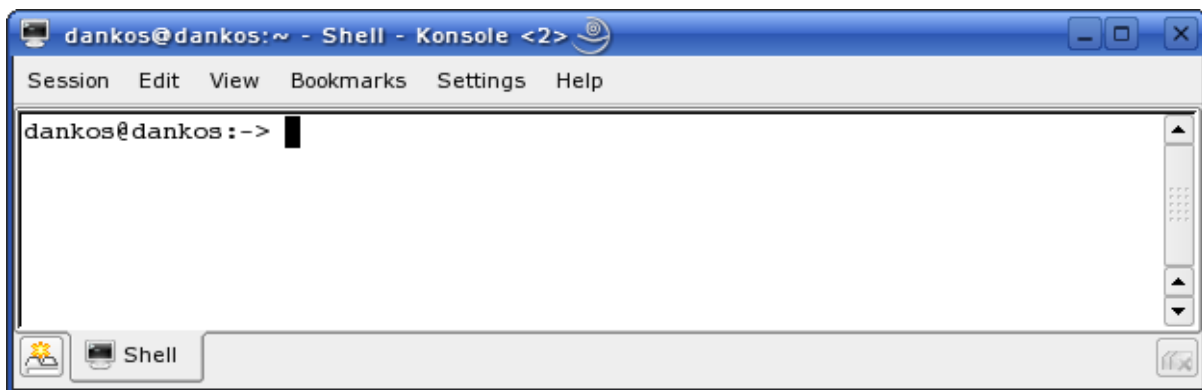 dankos@dankos:~ - Shell - Konsole <2>
Session Edit View Bookmarks Settings Help
dankos@dankos:~>
Shell